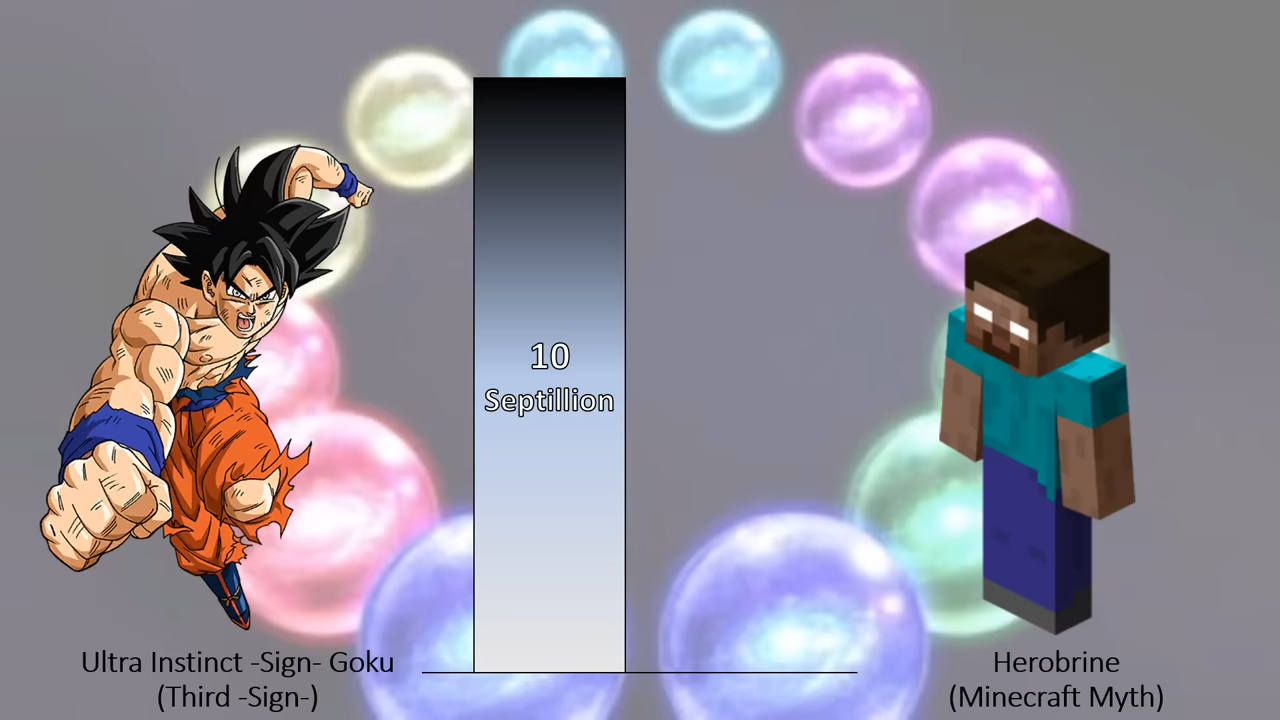 10
Septillion
Ultra Instinct -Sign- Goku
(Third -Sign-)
Herobrine
(Minecraft Myth)